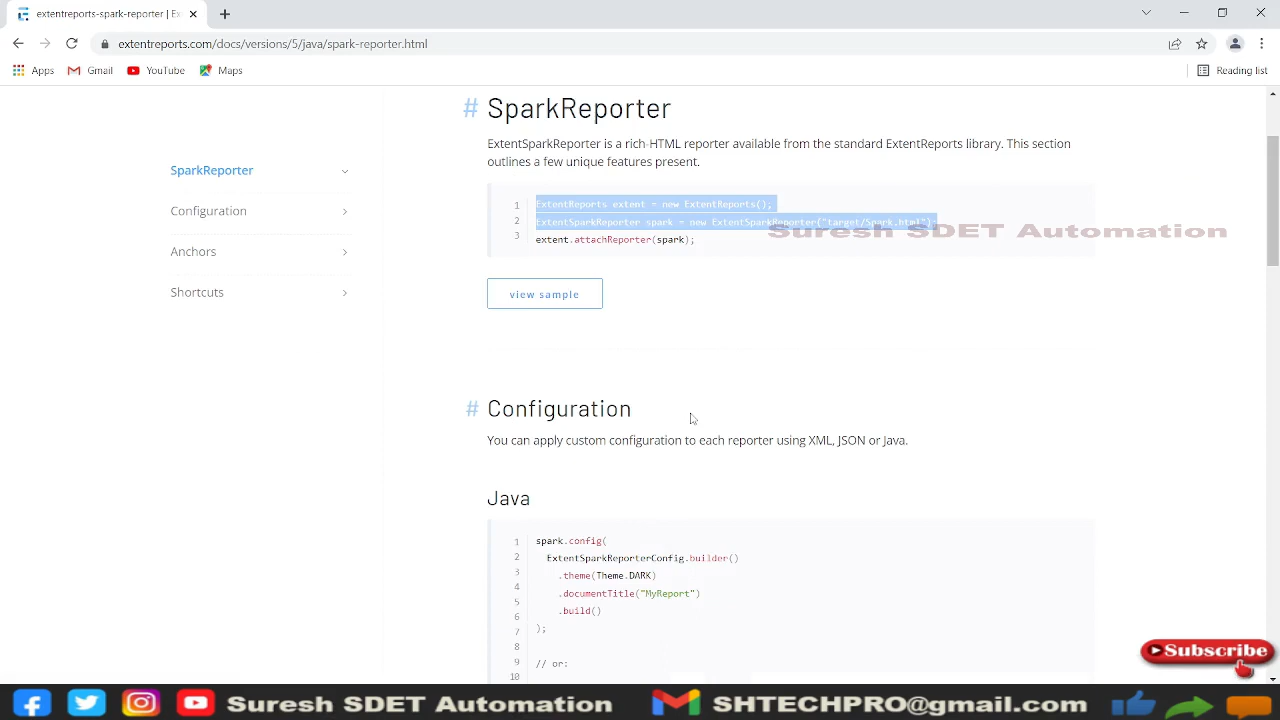 extentreports-spark-reporter | Ex
extentreports.com/docs/versions/5/java/spark-reporter.html
Apps Gmail YouTube Maps Reading list
SparkReporter
Configuration
Anchors
Shortcuts
# SparkReporter
ExtentSparkReporter is a rich-HTML reporter available from the standard ExtentReports library. This section
outlines a few unique features present.
1 ExtentReports extent = new ExtentReports();
2 ExtentSparkReporter spark = new ExtentSparkReporter("target/Spark.html");
3 extent.attachReporter(spark);
Suresh SDET Automation
view sample
# Configuration
You can apply custom configuration to each reporter using XML, JSON or Java.
Java
1 spark.config(
2 ExtentSparkReporterConfig.builder()
3 .theme(Theme.DARK)
4 .documentTitle("MyReport")
5 .build()
6 );
7
8
9 // or:
10
Subscribe
Suresh SDET Automation SHTECHPRO@gmail.com